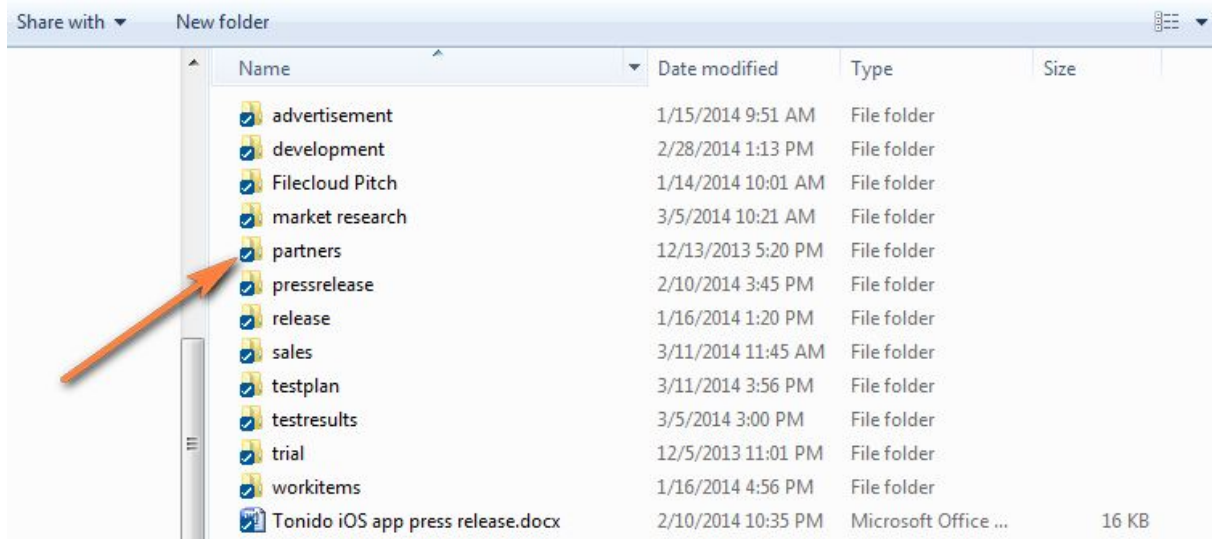 Share with New folder
Name Date modified Type Size
advertisement 1/15/2014 9:51 AM File folder
development 2/28/2014 1:13 PM File folder
Filecloud Pitch 1/14/2014 10:01 AM File folder
market research 3/5/2014 10:21 AM File folder
partners 12/13/2013 5:20 PM File folder
pressrelease 2/10/2014 3:45 PM File folder
release 1/16/2014 1:20 PM File folder
sales 3/11/2014 11:45 AM File folder
testplan 3/11/2014 3:56 PM File folder
testresults 3/5/2014 3:00 PM File folder
trial 12/5/2013 11:01 PM File folder
workitems 1/16/2014 4:56 PM File folder
Tonido iOS app press release.docx 2/10/2014 10:35 PM Microsoft Office ... 16 KB